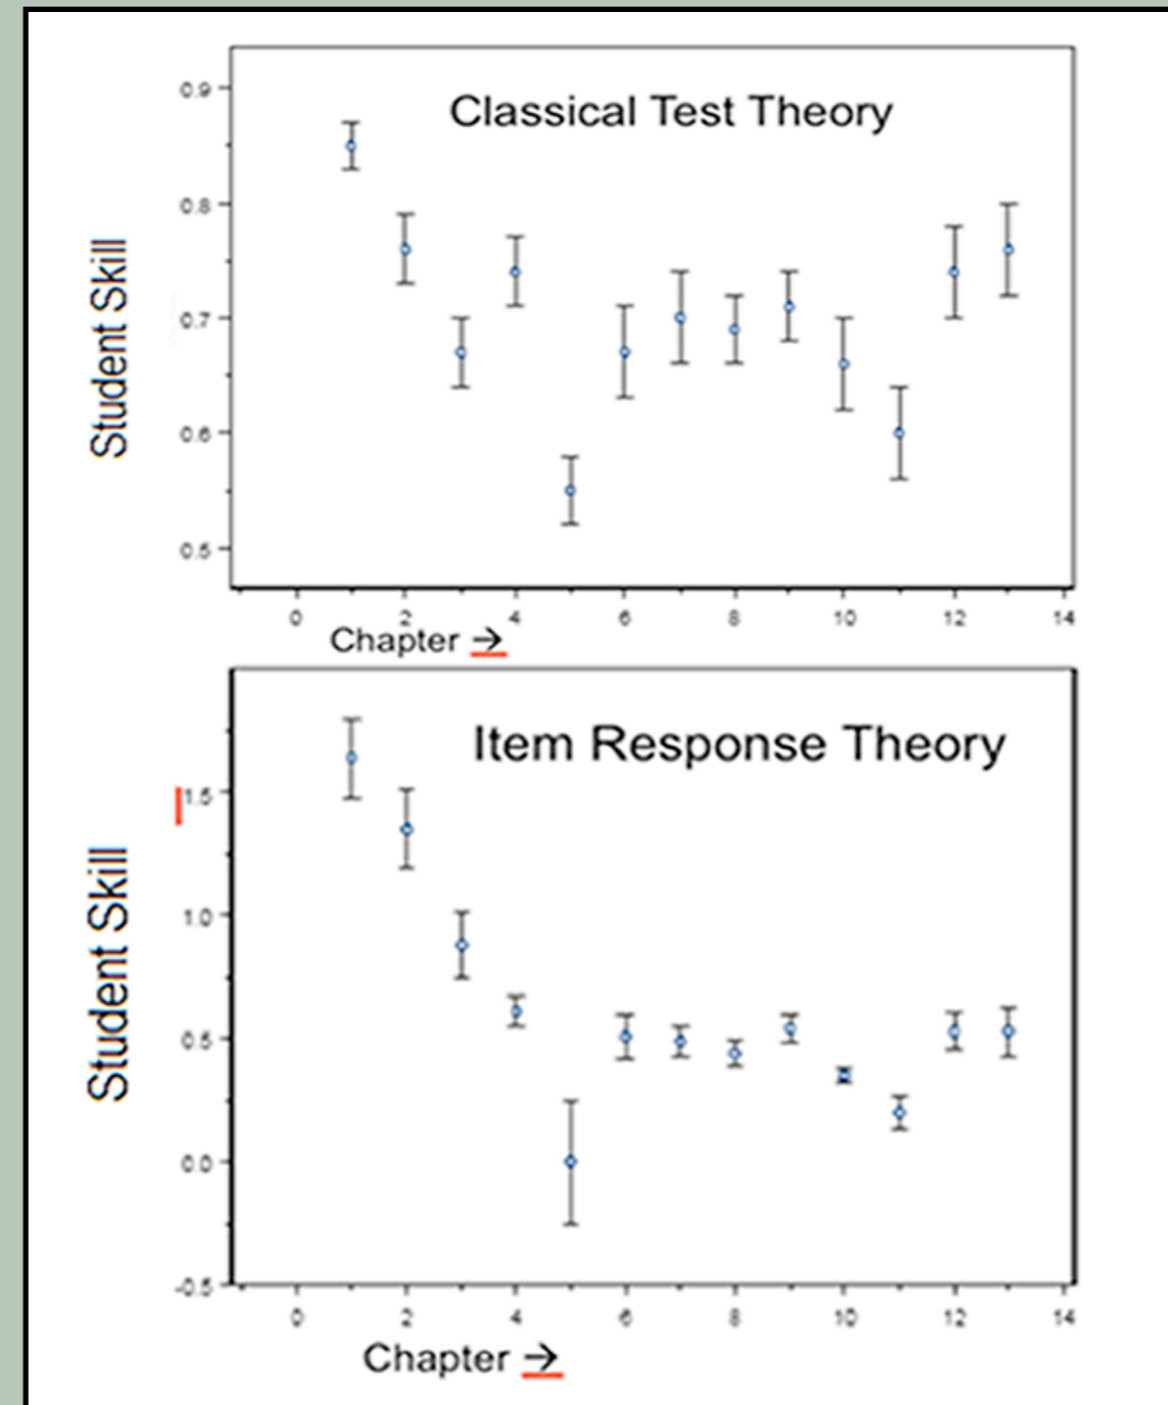 Classical Test Theory
Student Skill
0.9
0.8
0.7
0.6
0.5
0 2 4 6 8 10 12 14
Chapter →
Item Response Theory
Student Skill
1.5
1.0
0.5
0.0
-0.5
0 2 4 6 8 10 12 14
Chapter →